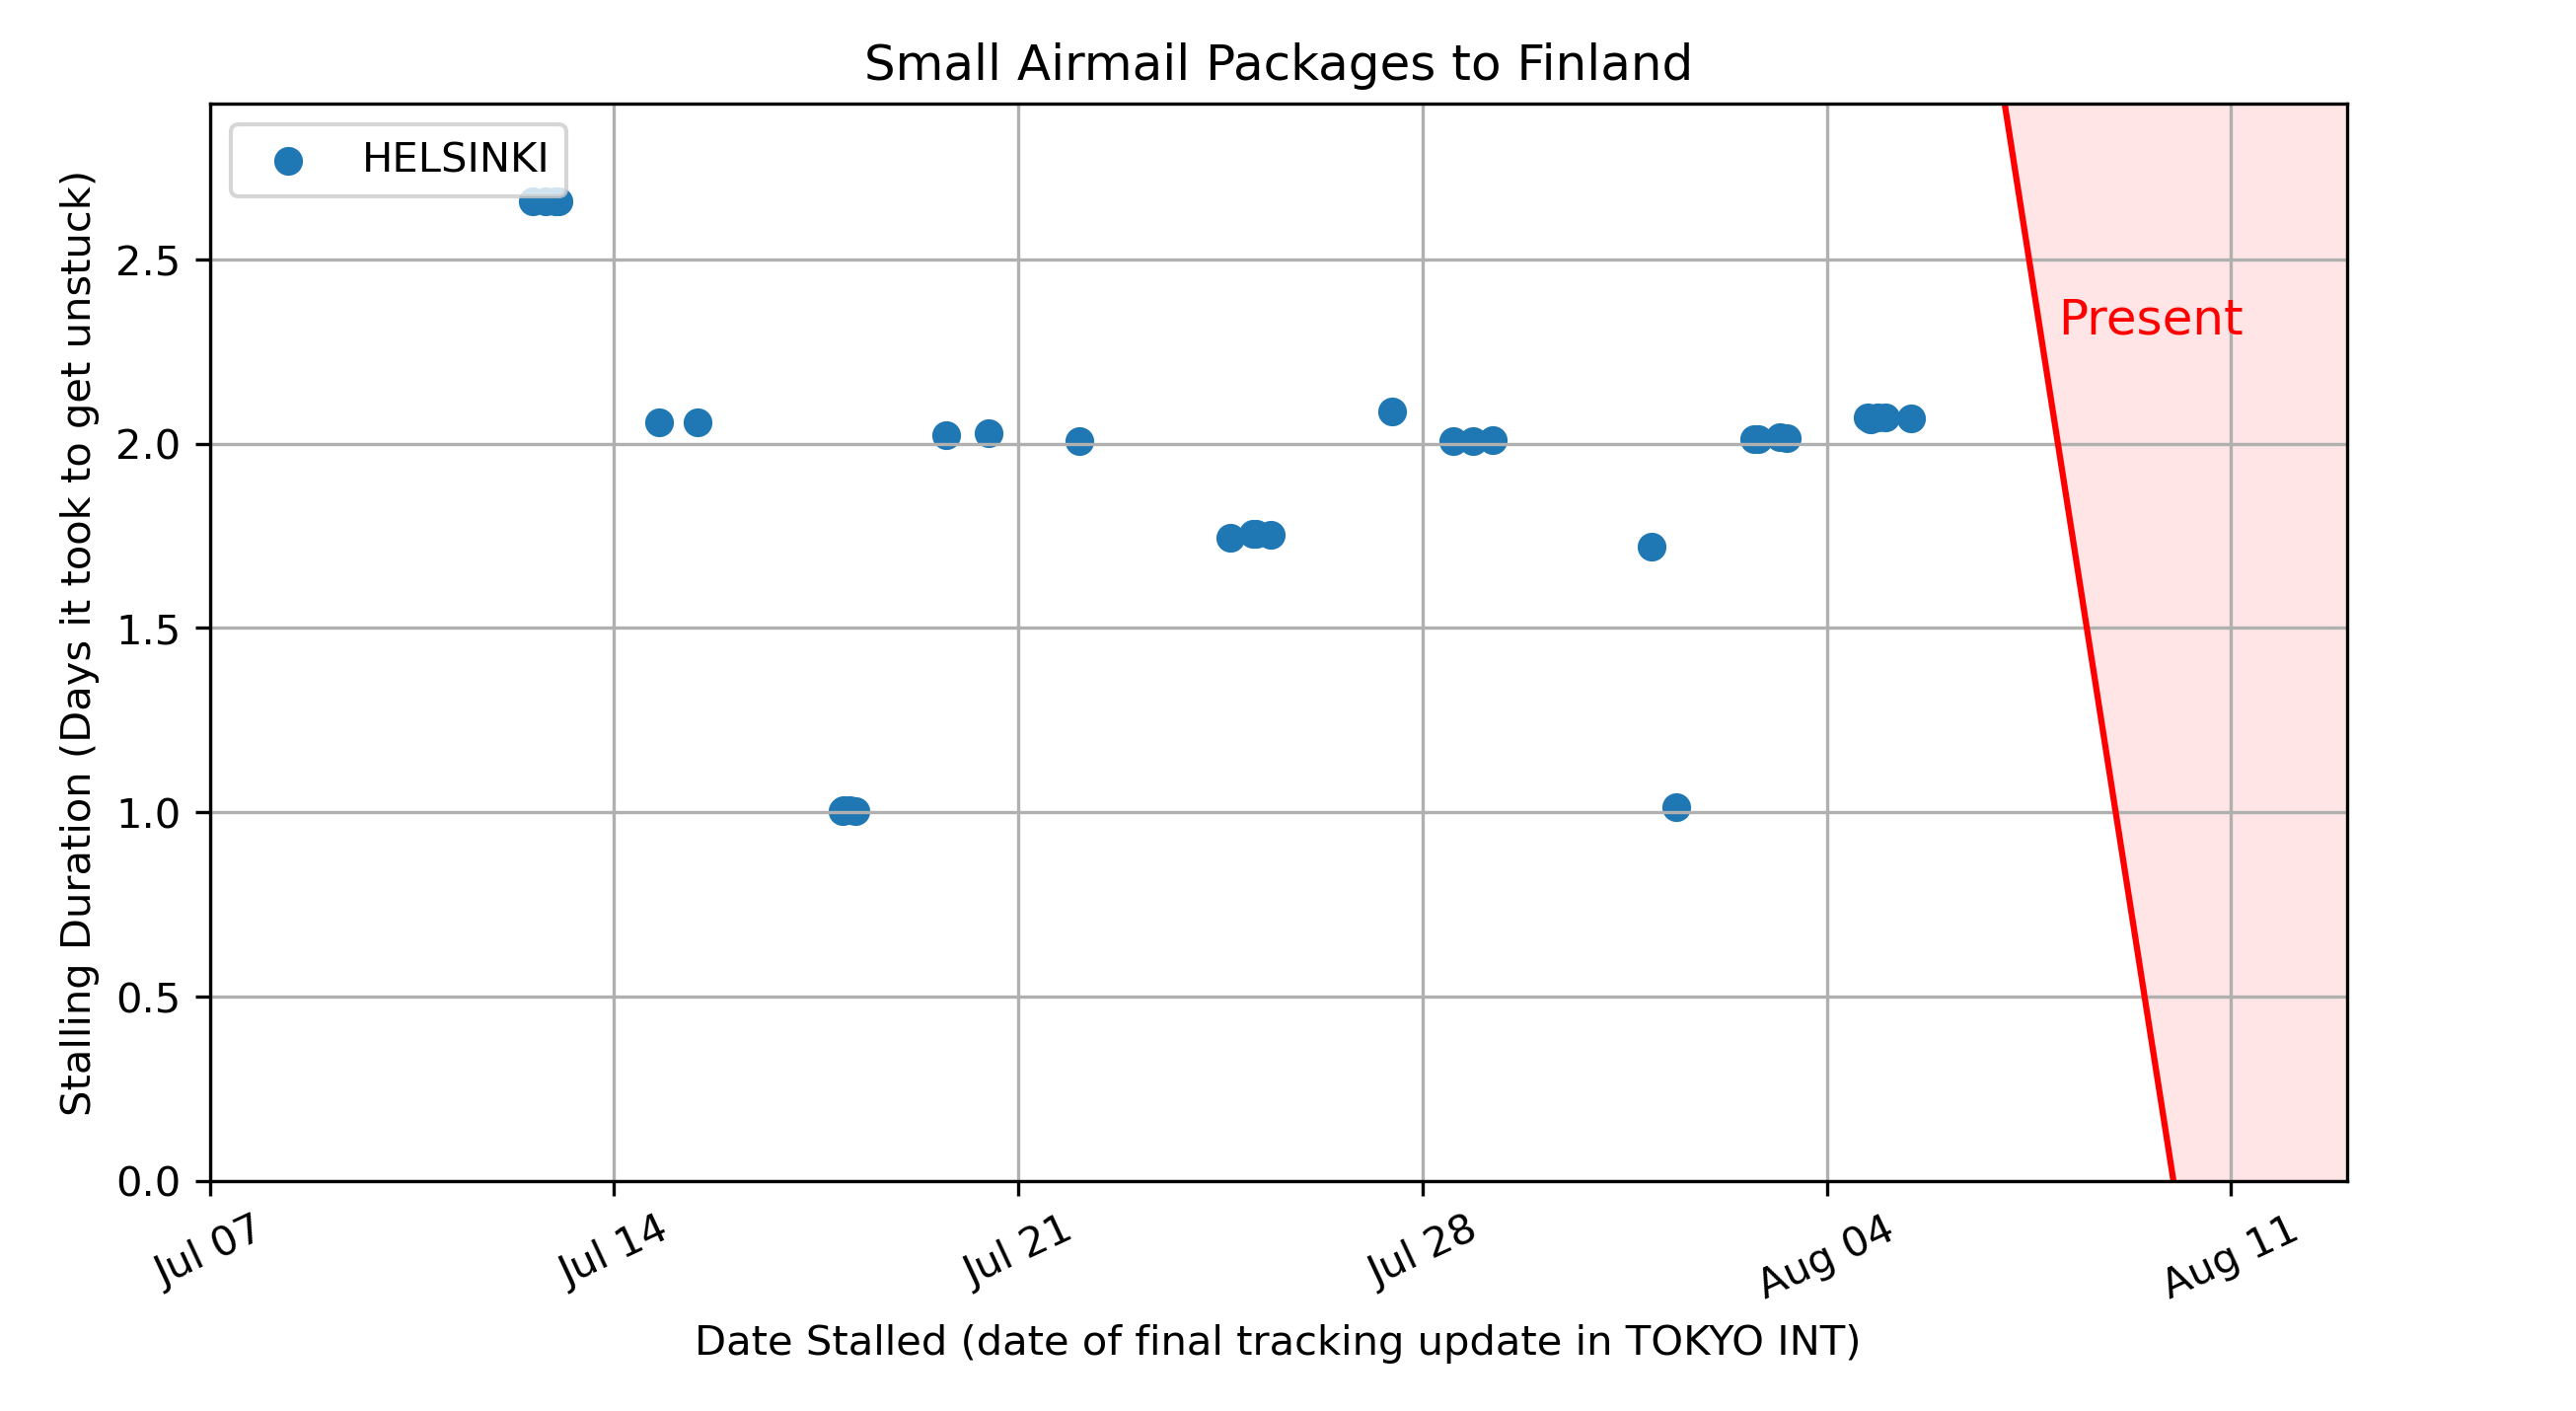 Small Airmail Packages to Finland
HELSINKI
Present
Stalling Duration (Days it took to get unstuck)
2.5
2.0
1.5
1.0
0.5
0.0
Jul 07
Jul 14
Jul 21
Jul 28
Aug 04
Aug 11
Date Stalled (date of final tracking update in TOKYO INT)